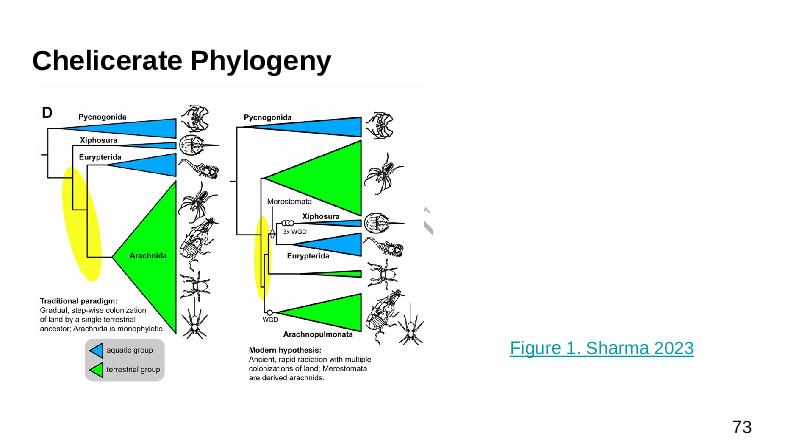 Chelicerate Phylogeny
D
Pycnogonida
Xiphosura
Eurypterida
Arachnida
Traditional paradigm:
Gradual, step-wise colonization
of land by a single terrestrial
ancestor; Arachnida is monophyletic.
aquatic group
terrestrial group
Pycnogonida
Merostomata
Xiphosura
3x WGD
Eurypterida
WGD
Arachnopulmonata
Modern hypothesis:
Ancient, rapid radiation with multiple
colonizations of land; Merostomata
are derived arachnids.
Figure 1. Sharma 2023
73